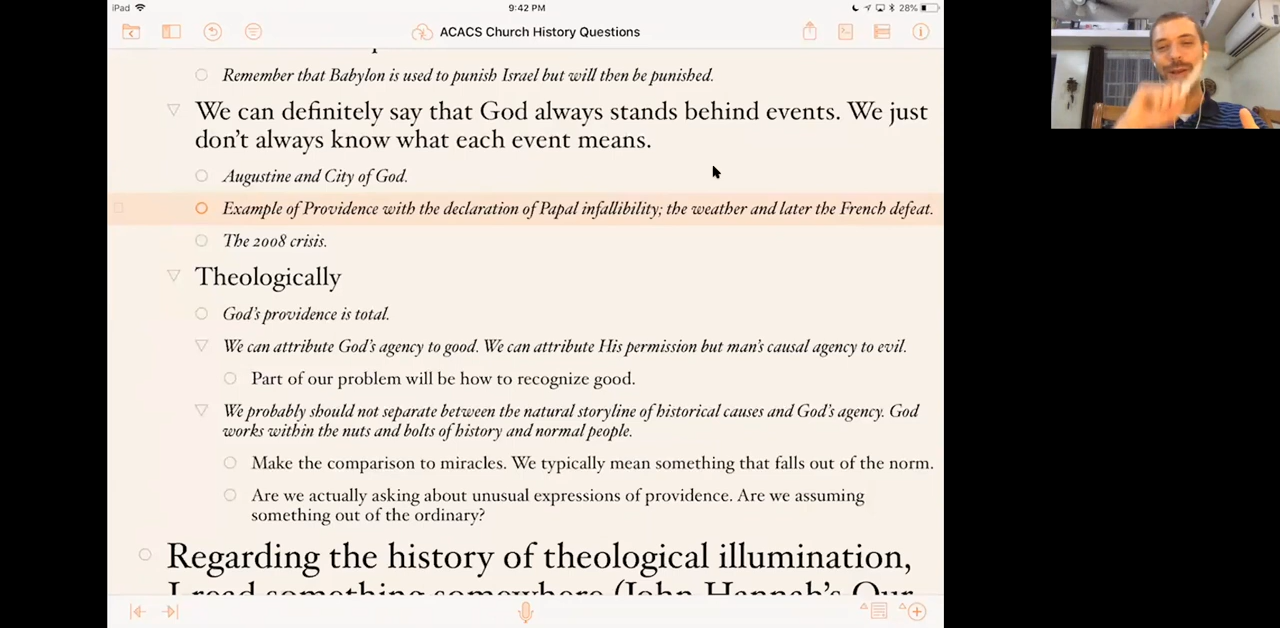 iPad
9:42 PM
28%
ACACS Church History Questions
Remember that Babylon is used to punish Israel but will then be punished.
We can definitely say that God always stands behind events. We just
don't always know what each event means.
Augustine and City of God.
Example of Providence with the declaration of Papal infallibility; the weather and later the French defeat.
The 2008 crisis.
Theologically
God's providence is total.
We can attribute God's agency to good. We can attribute His permission but man's causal agency to evil.
Part of our problem will be how to recognize good.
We probably should not separate between the natural storyline of historical causes and God's agency. God
works within the nuts and bolts of history and normal people.
Make the comparison to miracles. We typically mean something that falls out of the norm.
Are we actually asking about unusual expressions of providence. Are we assuming
something out of the ordinary?
Regarding the history of theological illumination,
I read something somewhere (John Hannah's Our